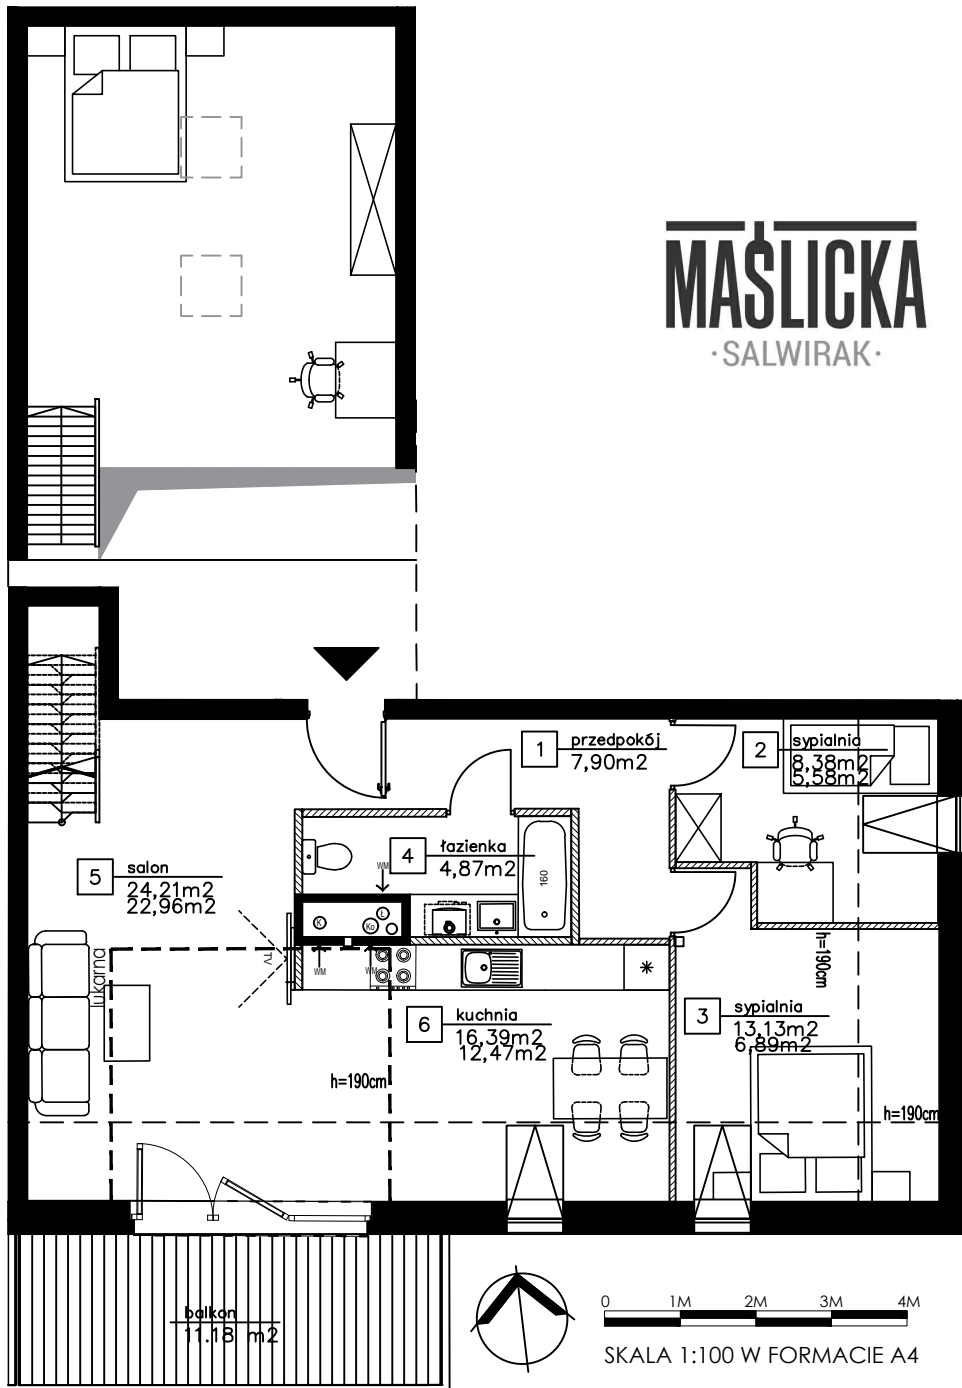 MAŚLICKA
·SALWIRAK·
1
przedpokój
7,90m2
2
sypialnia
8,38m2
5,58m2
4
łazienka
4,87m2
WM
160
5
salon
24,21m2
22,96m2
K
Ł
Ko
TV
WM
WM
lukarna
h=190cm
3
sypialnia
13,13m2
6,89m2
6
kuchnia
16,39m2
12,47m2
h=190cm
h=190cm
balkon
11.18 m2
0 1M 2M 3M 4M
SKALA 1:100 W FORMACIE A4